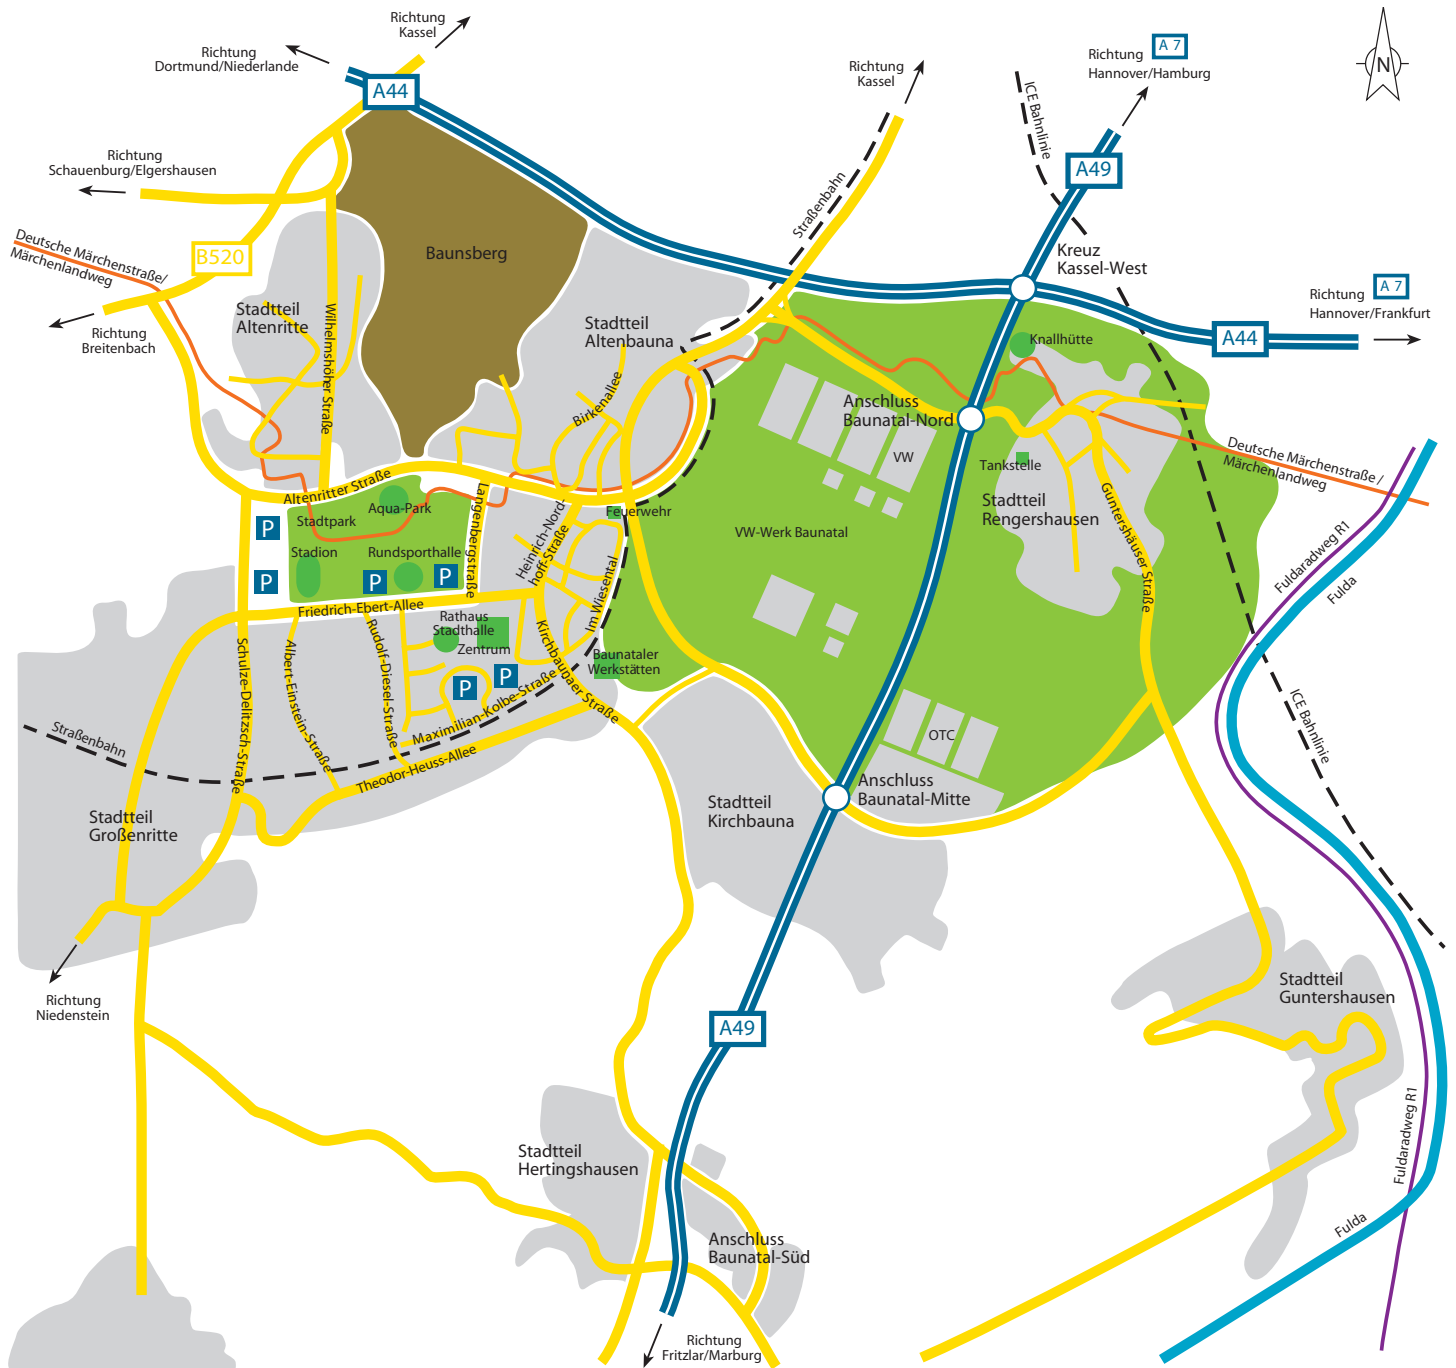 Richtung
Kassel
Richtung
Dortmund/Niederlande
A44
Richtung
Kassel
Richtung
A 7
Hannover/Hamburg
N
ICE Bahnlinie
A49
Richtung
Schauenburg/Elgershausen
Straßenbahn
Deutsche Märchenstraße/
Märchenlandweg
B520
Baunsberg
Kreuz
Kassel-West
Richtung
A 7
Hannover/Frankfurt
A44
Richtung
Breitenbach
Stadtteil
Altenritte
Wilhelmshöher Straße
Stadtteil
Altenbauna
Knallhütte
Birkenallee
Anschluss
Baunatal-Nord
VW
Tankstelle
Stadtteil
Rengershausen
Guntershäuser Straße
Deutsche Märchenstraße/
Märchenlandweg
Altenritter Straße
Langenbergstraße
Heinrich-Nord-
hoff-Straße
Feuerwehr
P
Stadtpark
Aqua-Park
Stadion
Rundsporthalle
P
P
P
VW-Werk Baunatal
Im Wiesental
Friedrich-Ebert-Allee
Rathaus
Stadthalle
Zentrum
P
P
Kirchbaunaer Straße
Baunataler
Werkstätten
Fuldaradweg R1
Fulda
Schulze-Delitzsch-Straße
Albert-Einstein-Straße
Rudolf-Diesel-Straße
Maximilian-Kolbe-Straße
Theodor-Heuss-Allee
Straßenbahn
OTC
ICE Bahnlinie
Anschluss
Baunatal-Mitte
Stadtteil
Kirchbauna
Stadtteil
Großenritte
Richtung
Niedenstein
Stadtteil
Guntershausen
A49
Fuldaradweg R1
Stadtteil
Hertingshausen
Anschluss
Baunatal-Süd
Fulda
Richtung
Fritzlar/Marburg